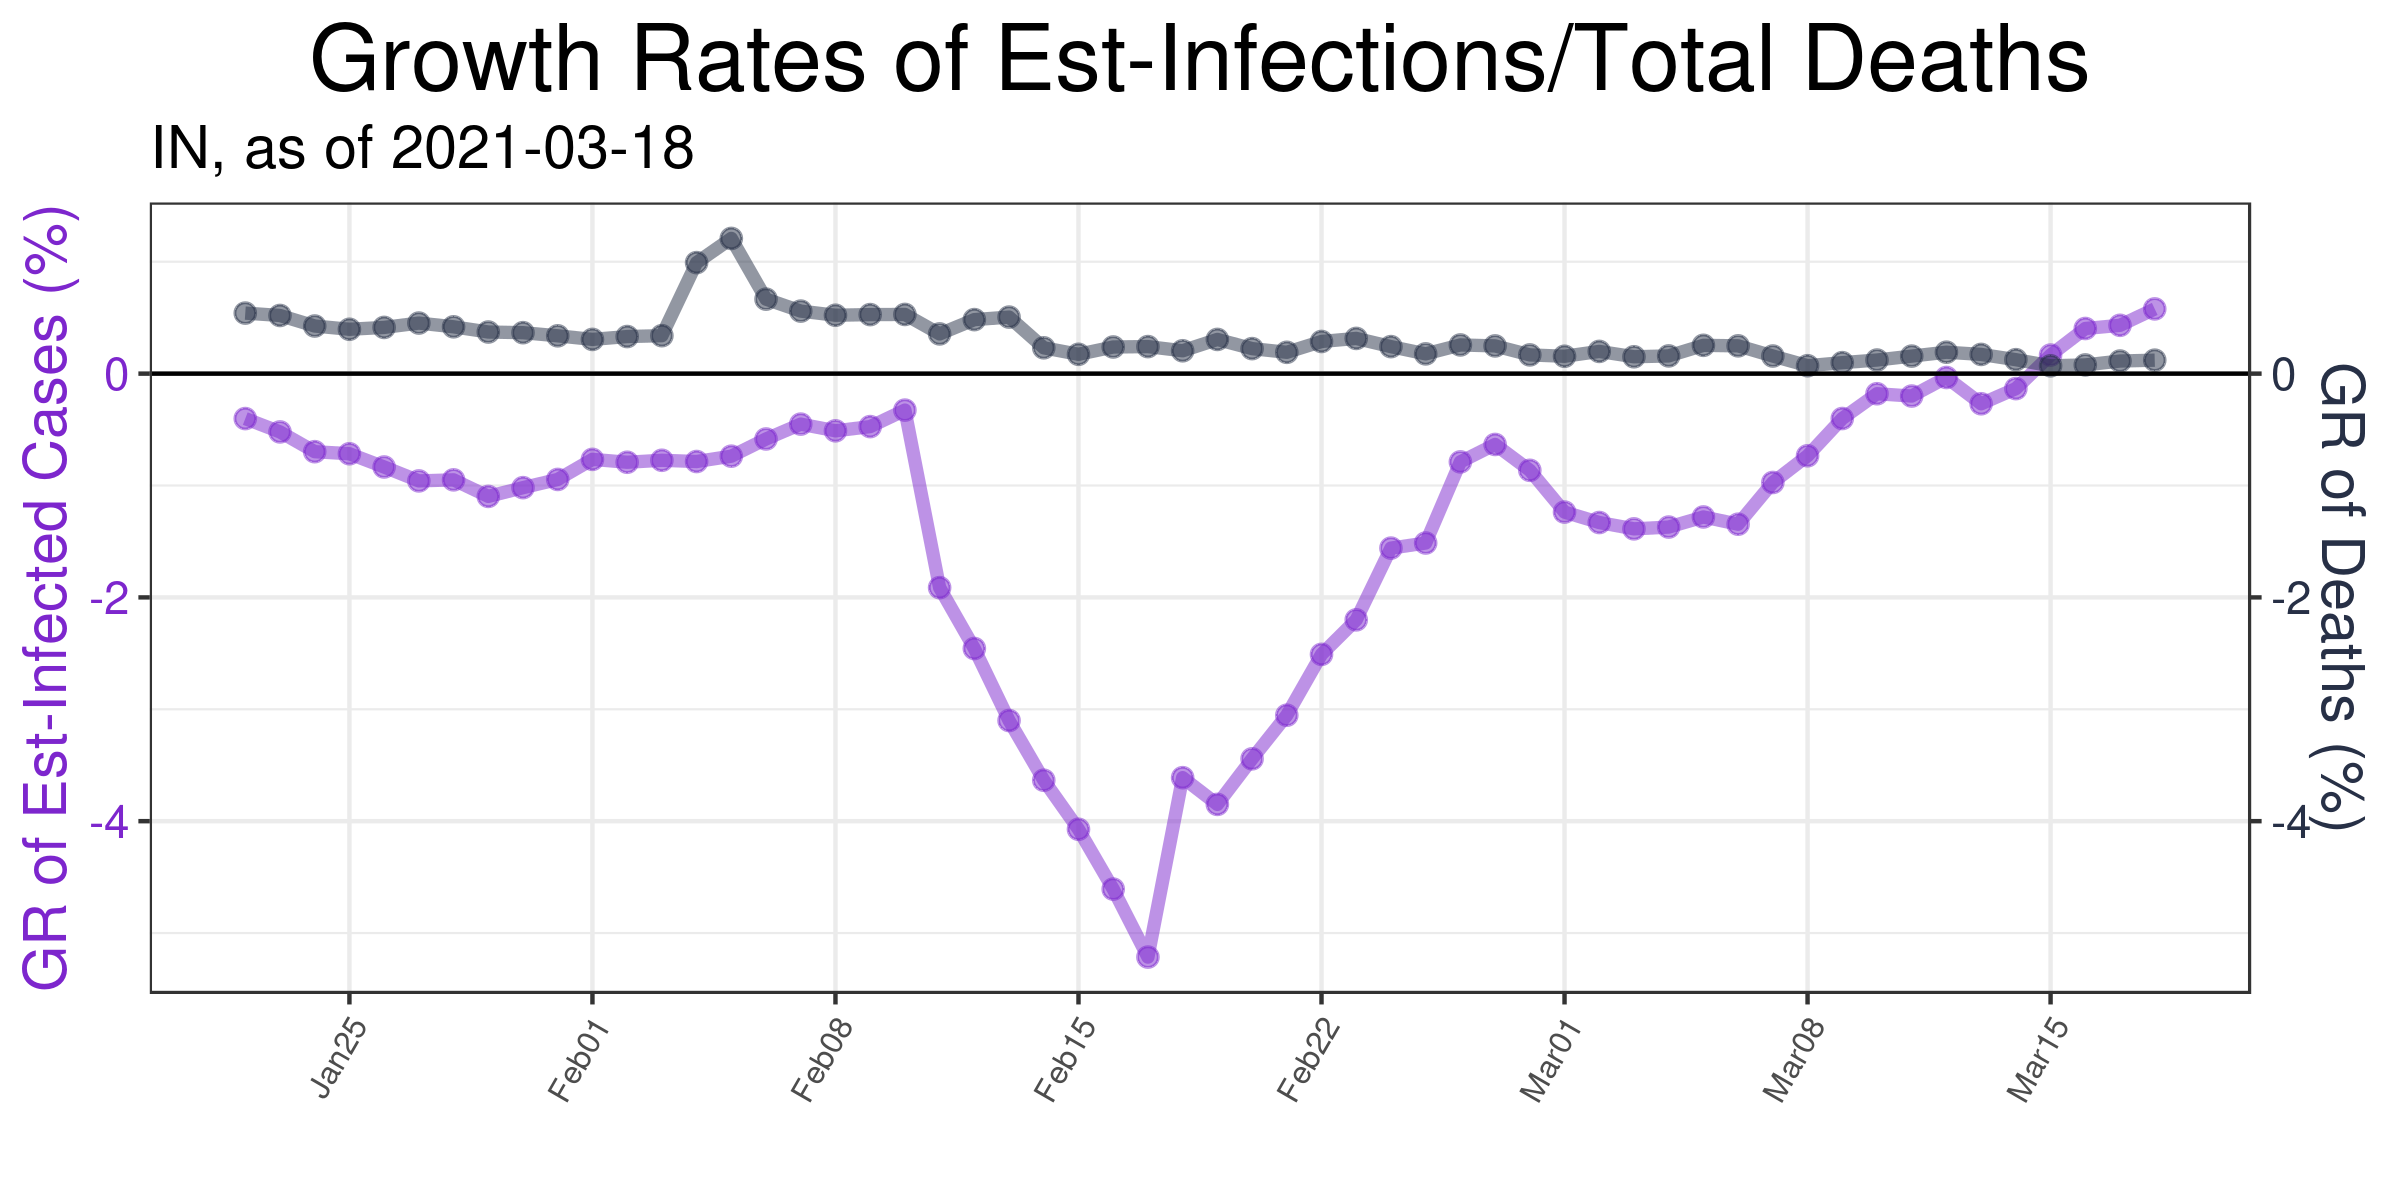 Growth Rates of Est-Infections/Total Deaths
IN, as of 2021-03-18
GR of Est-Infected Cases (%)
0
-2
-4
0
-2
-4
GR of Deaths (%)
Jan25
Feb01
Feb08
Feb15
Feb22
Mar01
Mar08
Mar15